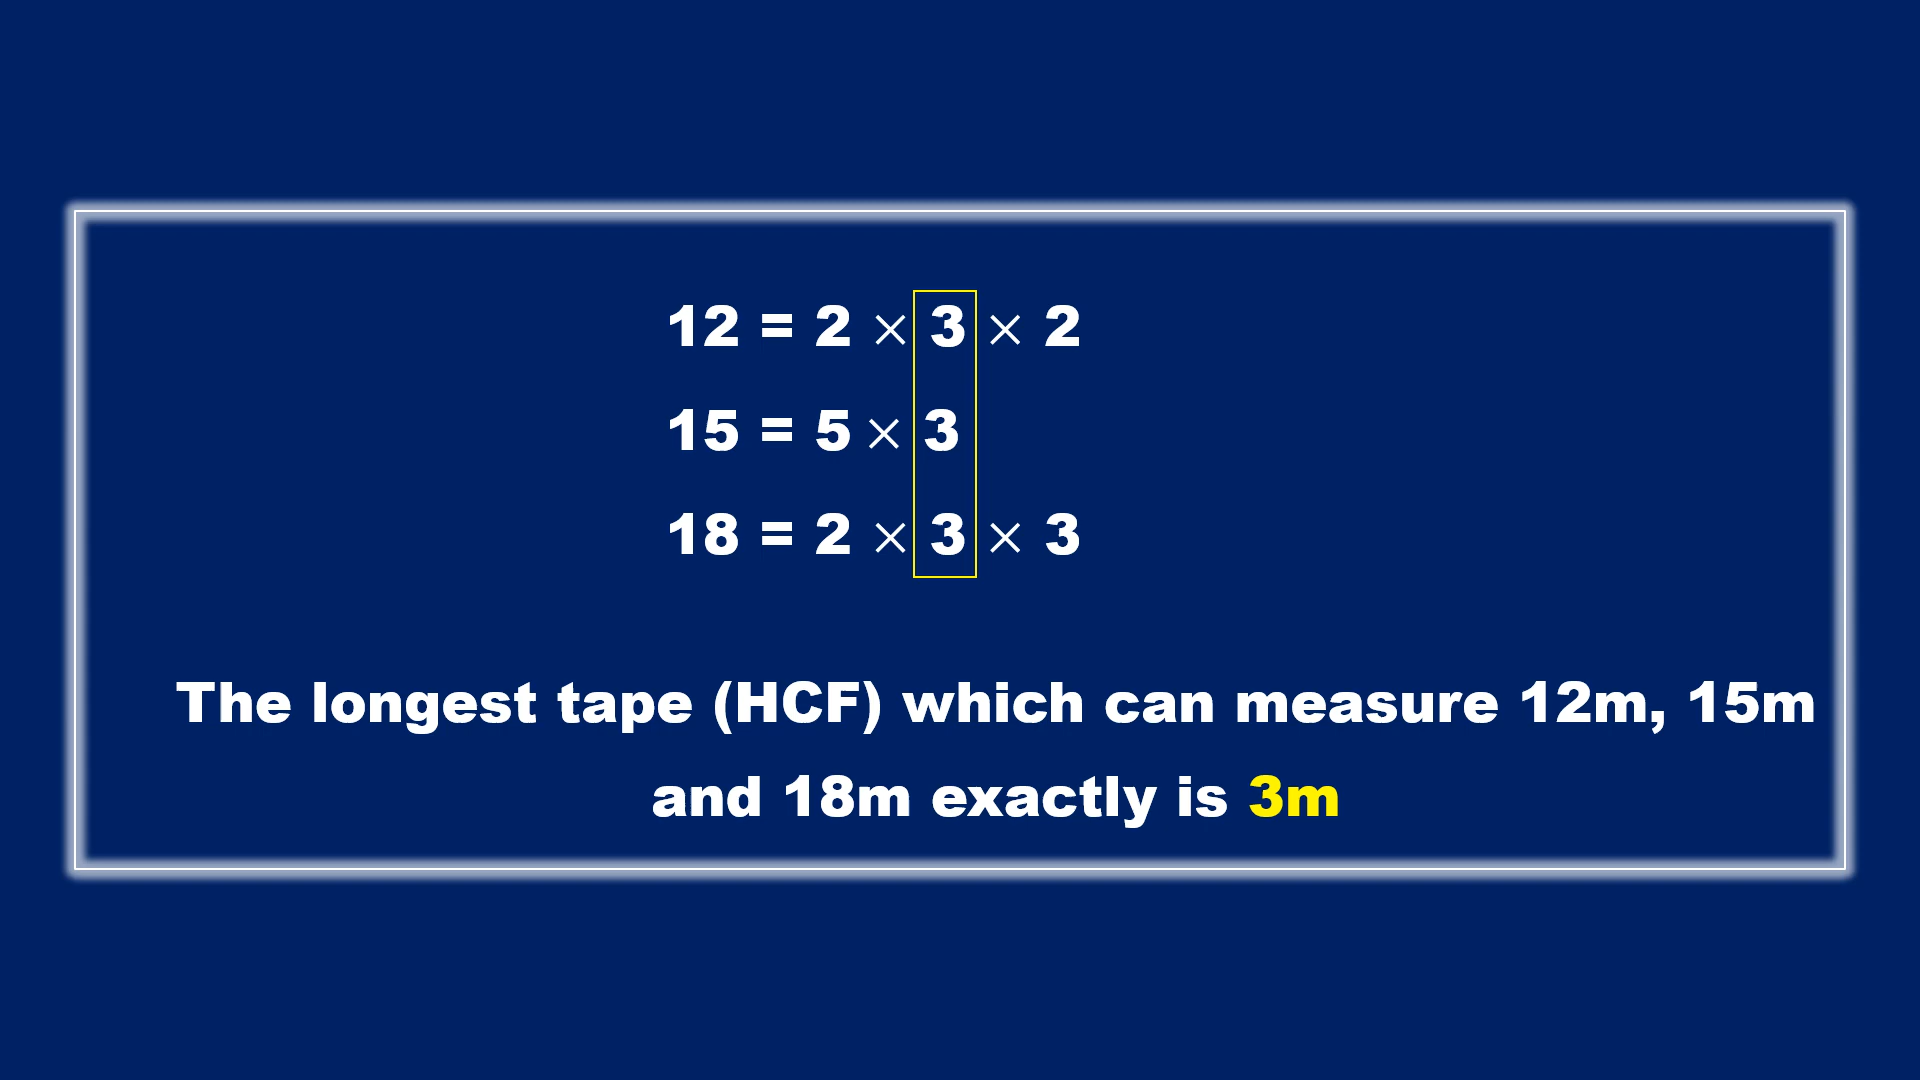 12 = 2 × 3 × 2
15 = 5 × 3
18 = 2 × 3 × 3
The longest tape (HCF) which can measure 12m, 15m
and 18m exactly is 3m